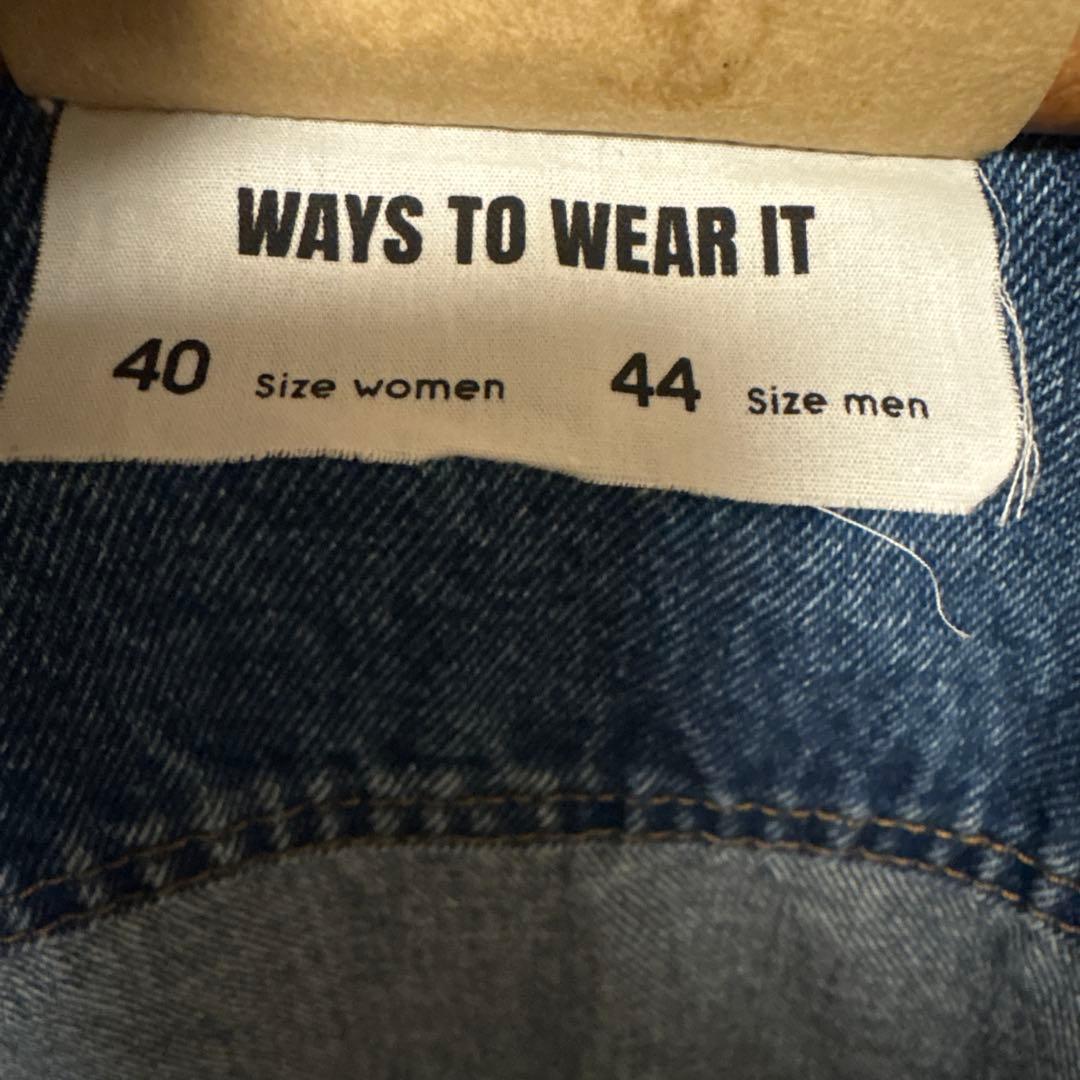 WAYS TO WEAR IT
40 Size women 44 Size men